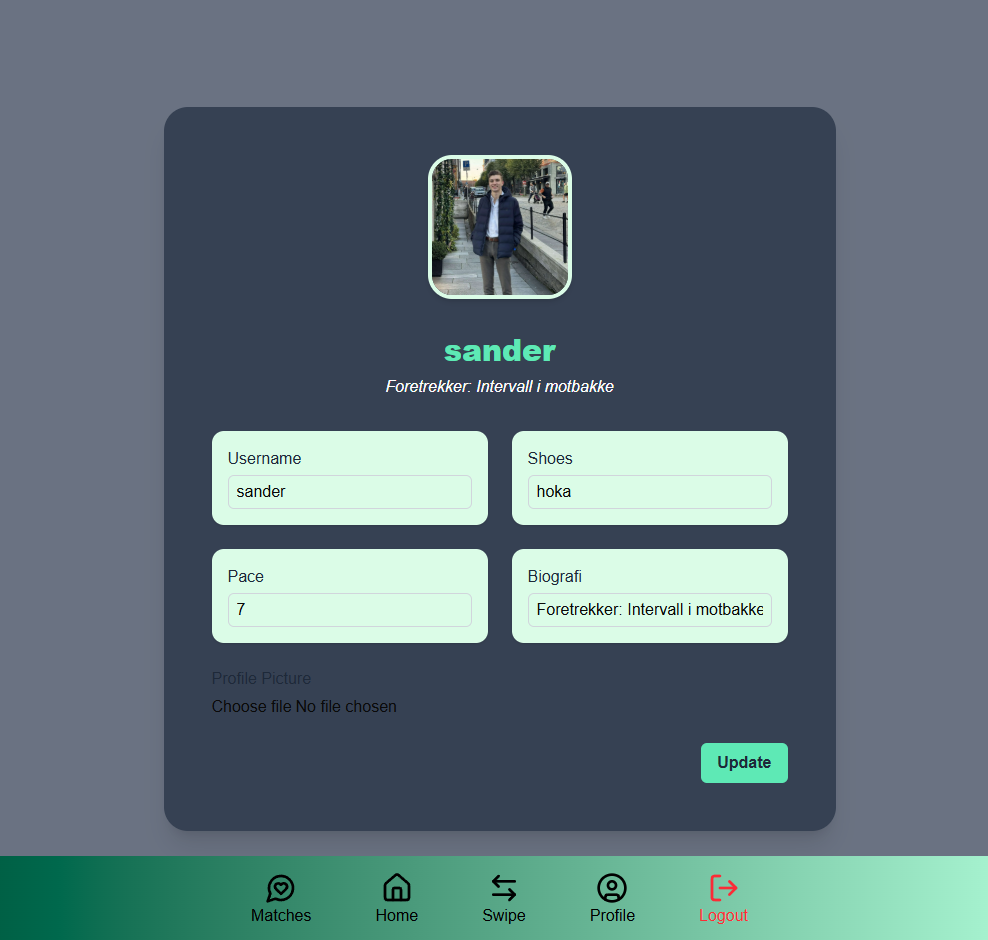 sander
Foretrekker: Intervall i motbakke
Username
sander
Shoes
hoka
Pace
7
Biografi
Foretrekker: Intervall i motbakke
Profile Picture
Choose file No file chosen
Update
Matches
Home
Swipe
Profile
Logout